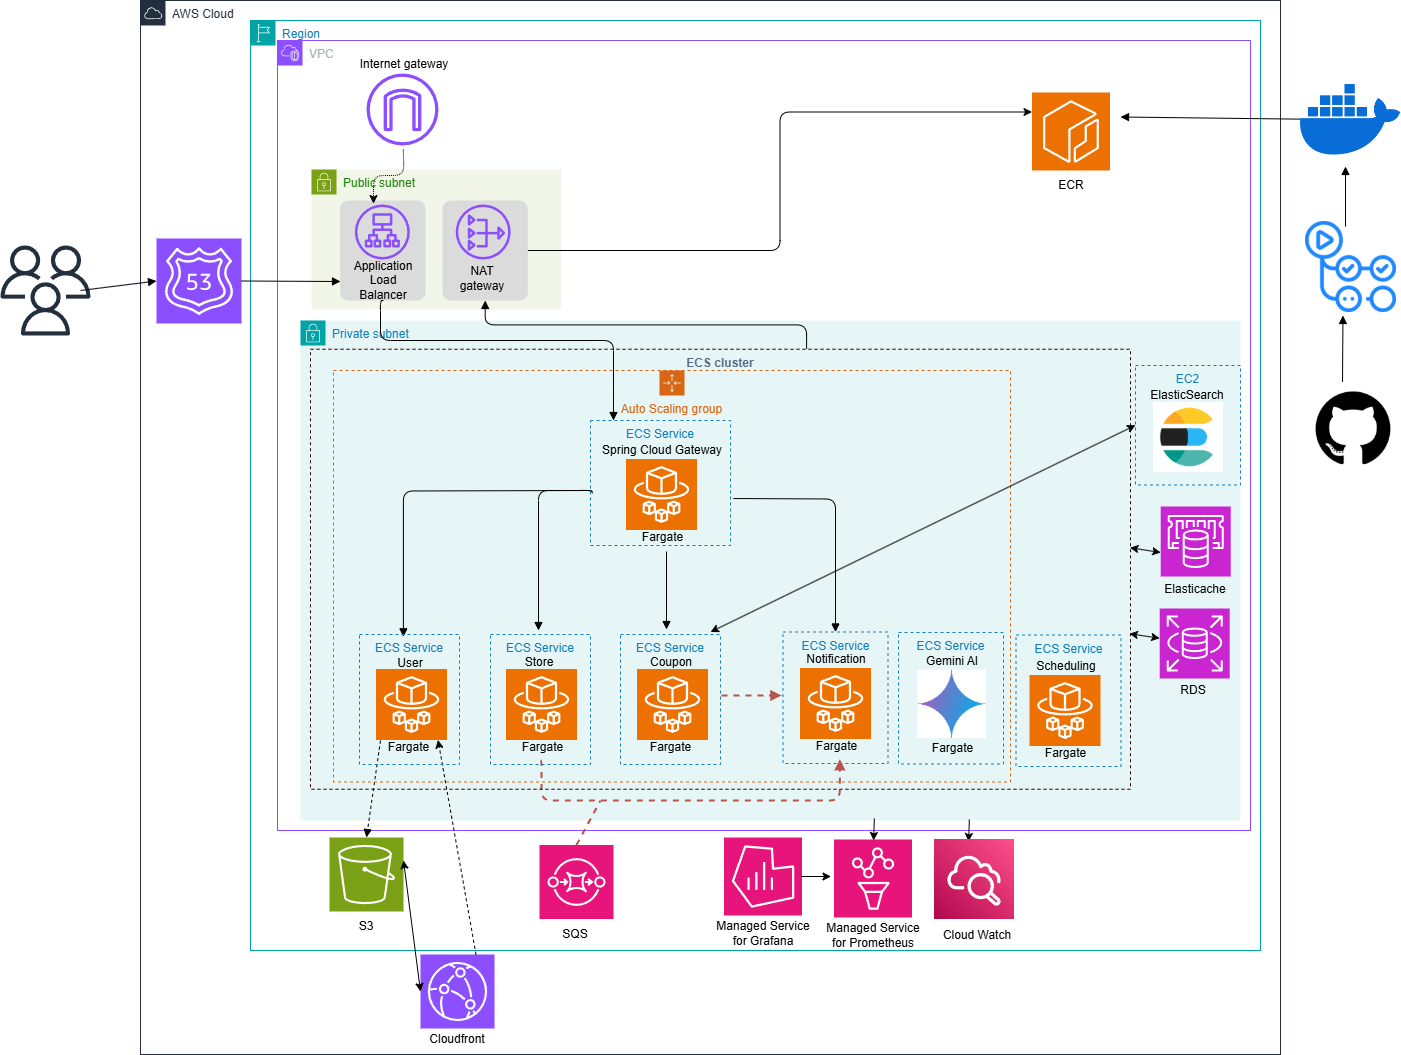 AWS Cloud
Region
VPC
Internet gateway
Public subnet
Application
Load
Balancer
NAT
gateway
ECR
53
Private subnet
ECS cluster
Auto Scaling group
ECS Service
Spring Cloud Gateway
Fargate
EC2
ElasticSearch
Elasticache
RDS
ECS Service
User
Fargate
ECS Service
Store
Fargate
ECS Service
Coupon
Fargate
ECS Service
Notification
Fargate
ECS Service
Gemini AI
Fargate
ECS Service
Scheduling
Fargate
S3
SQS
Managed Service
for Grafana
Managed Service
for Prometheus
Cloud Watch
Cloudfront